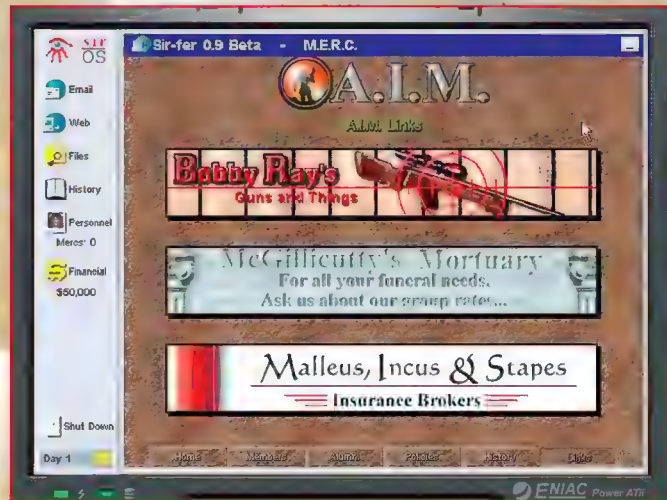 SIR
OS
Email
Web
Files
History
Personnel
Mercs: 0
Financial
$50,000
Shut Down
Day 1
Sir-fer 0.9 Beta - M.E.R.C.
A.I.M.
A.I.M. Links
Bobby Ray's
Guns and Things
McGillicutty's Mortuary
For all your funeral needs.
Ask us about our group rates...
Malleus, Incus & Stapes
Insurance Brokers
Home Members Alumni Policies History Links
ENIAC Power ATII